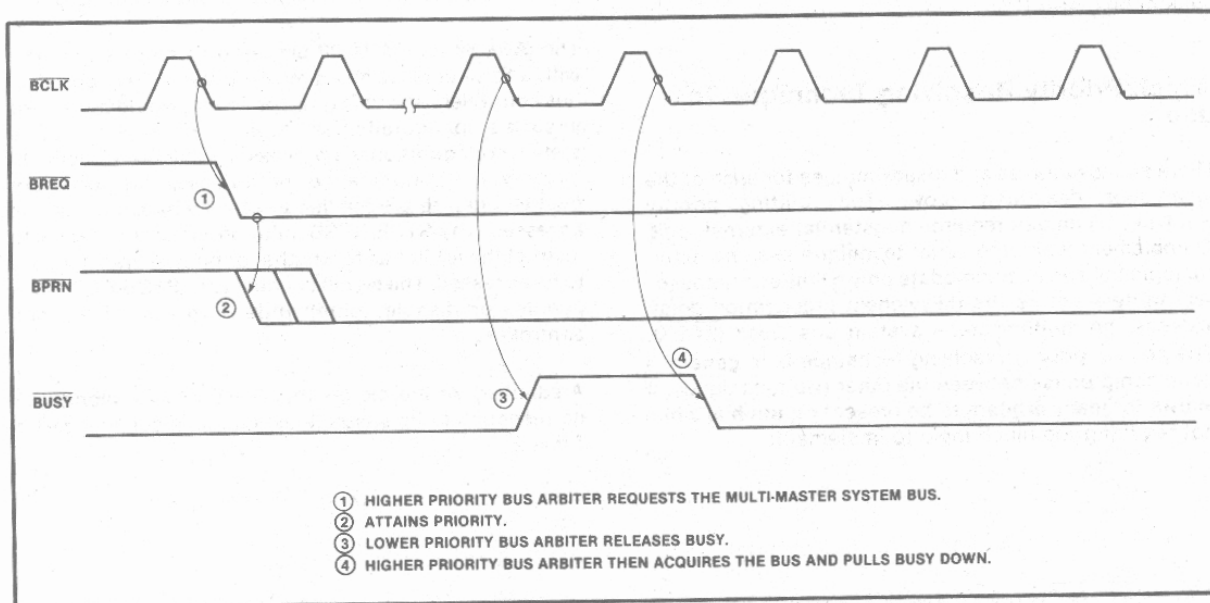 BCLK
BREQ
1
BPRN
2
BUSY
3
4
① HIGHER PRIORITY BUS ARBITER REQUESTS THE MULTI-MASTER SYSTEM BUS.
② ATTAINS PRIORITY.
③ LOWER PRIORITY BUS ARBITER RELEASES BUSY.
④ HIGHER PRIORITY BUS ARBITER THEN ACQUIRES THE BUS AND PULLS BUSY DOWN.